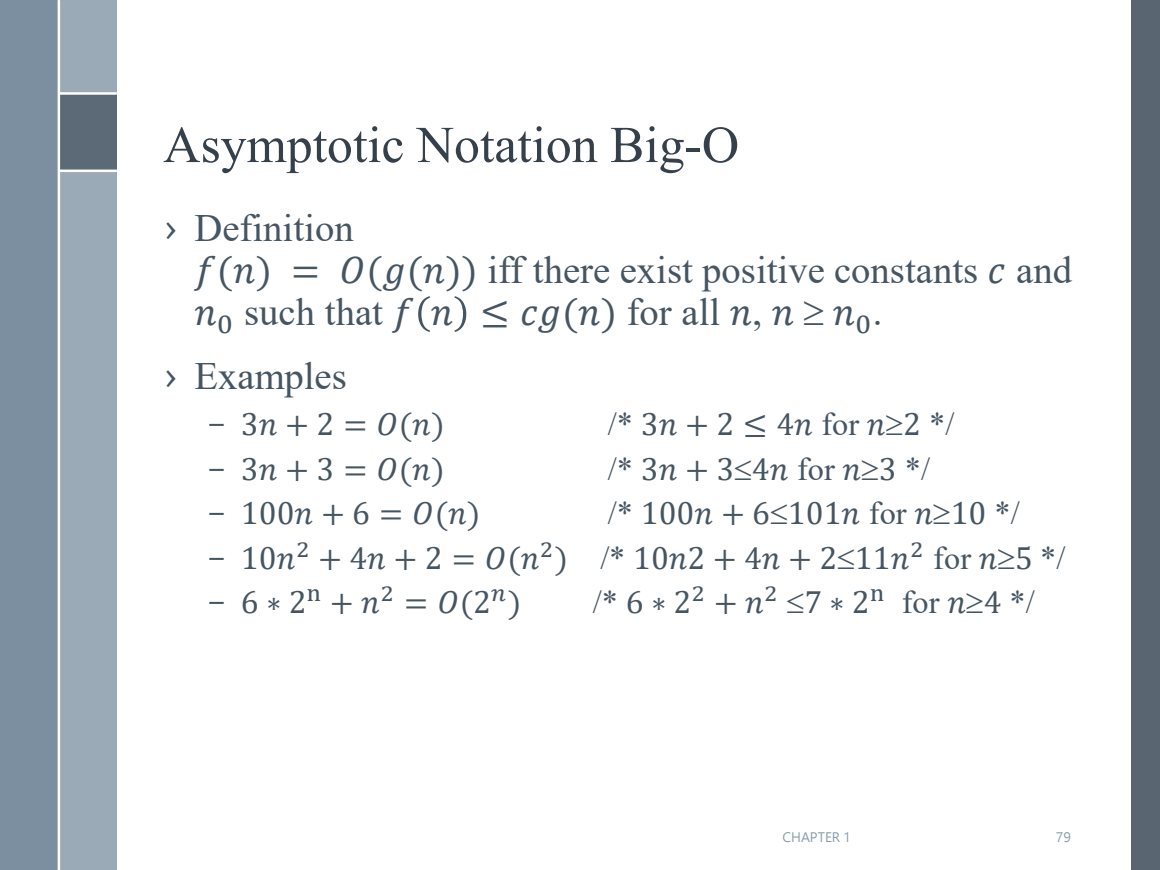 Asymptotic Notation Big-O
› Definition
f(n) = O(g(n)) iff there exist positive constants c and
n₀ such that f(n) ≤ cg(n) for all n, n ≥ n₀.
› Examples
– 3n + 2 = O(n) /* 3n + 2 ≤ 4n for n≥2 */
– 3n + 3 = O(n) /* 3n + 3≤4n for n≥3 */
– 100n + 6 = O(n) /* 100n + 6≤101n for n≥10 */
– 10n² + 4n + 2 = O(n²) /* 10n2 + 4n + 2≤11n² for n≥5 */
– 6 ∗ 2ⁿ + n² = O(2ⁿ) /* 6 ∗ 2² + n² ≤7 ∗ 2ⁿ for n≥4 */
CHAPTER 1 79